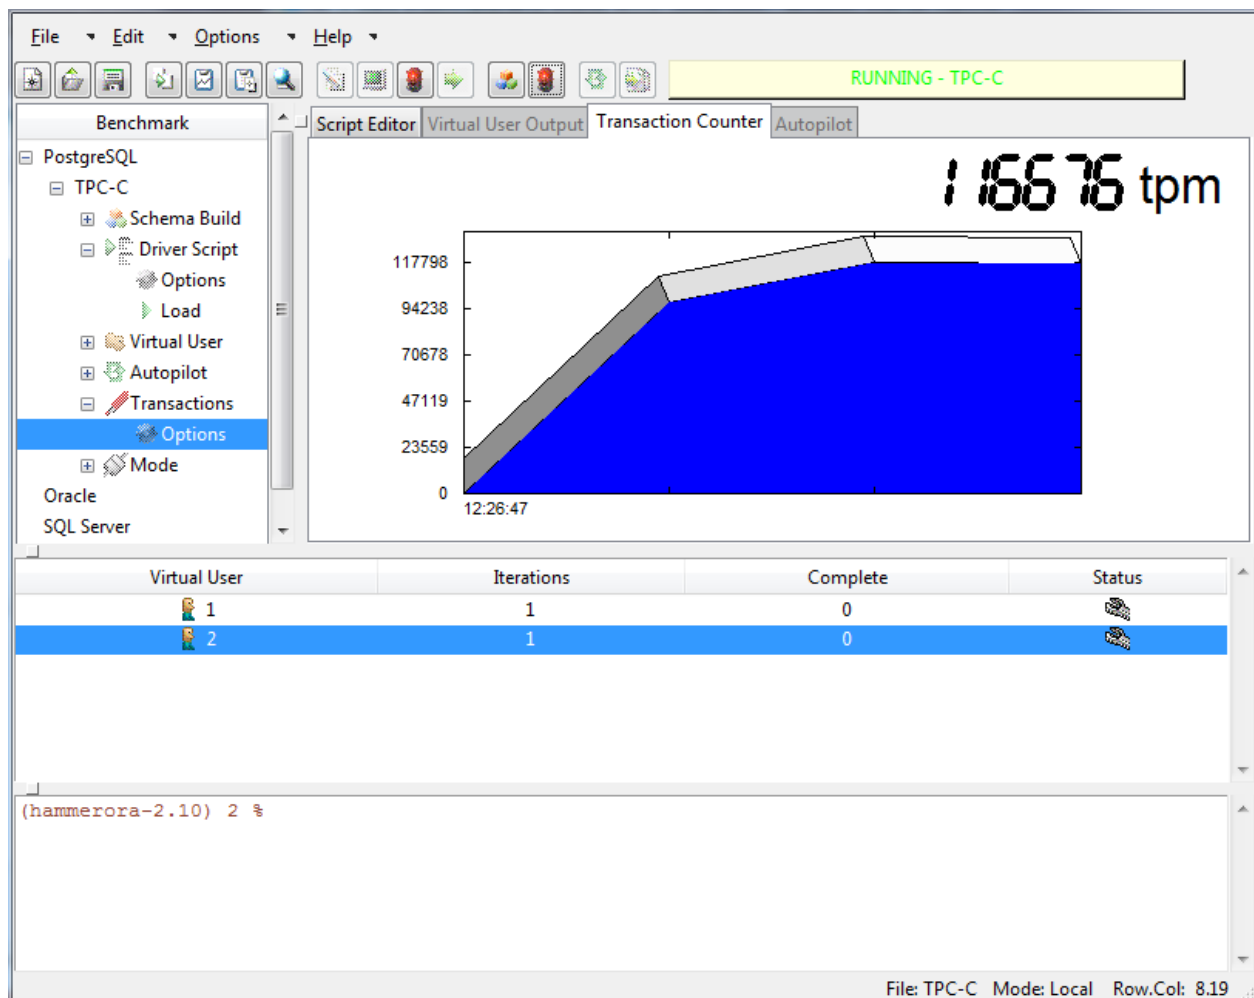 File Edit Options Help
RUNNING - TPC-C
Benchmark
PostgreSQL
TPC-C
Schema Build
Driver Script
Options
Load
Virtual User
Autopilot
Transactions
Options
Mode
Oracle
SQL Server
Script Editor Virtual User Output Transaction Counter Autopilot
116676 tpm
117798
94238
70678
47119
23559
0
12:26:47
Virtual User Iterations Complete Status
1 1 0
2 1 0
(hammerora-2.10) 2 %
File: TPC-C Mode: Local Row.Col: 8.19